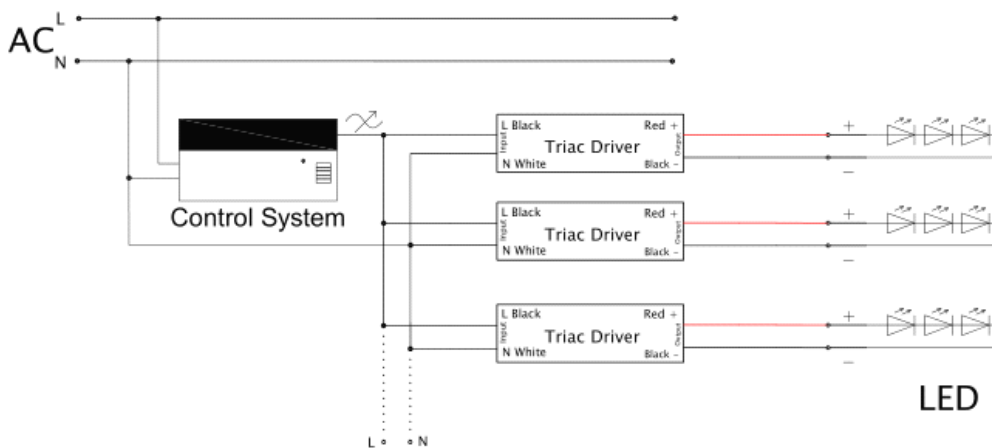 L
AC
N
L Black Red +
Input Triac Driver Output
N White Black -
+
−
Control System
L Black Red +
Input Triac Driver Output
N White Black -
+
−
L Black Red +
Input Triac Driver Output
N White Black -
+
−
LED
L N